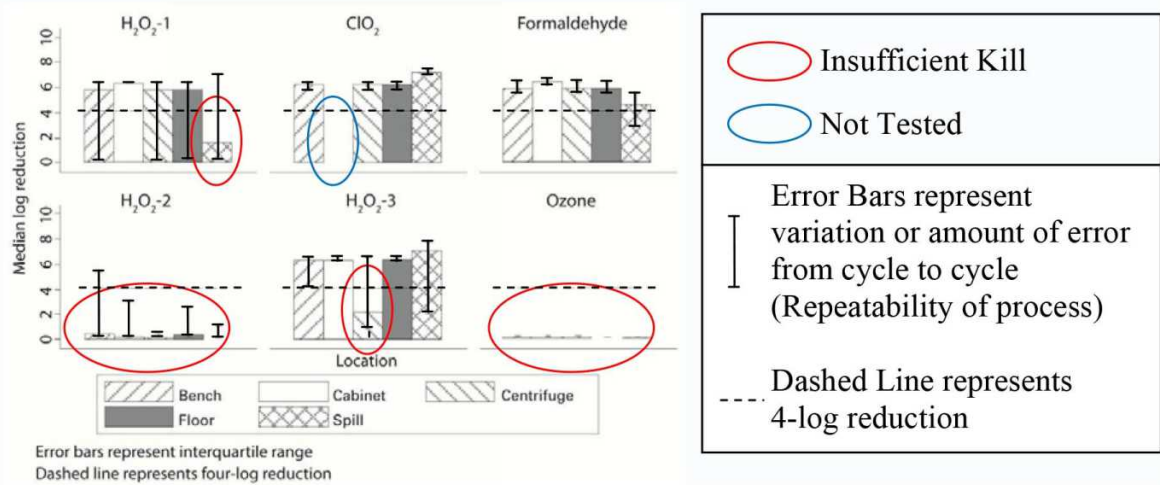 H₂O₂-1
ClO₂
Formaldehyde
Median log reduction
10
8
6
4
2
0
H₂O₂-2
H₂O₂-3
Ozone
10
8
6
4
2
0
Location
Bench
Cabinet
Centrifuge
Floor
Spill
Error bars represent interquartile range
Dashed line represents four-log reduction
Insufficient Kill
Not Tested
Error Bars represent
variation or amount of error
from cycle to cycle
(Repeatability of process)
Dashed Line represents
4-log reduction